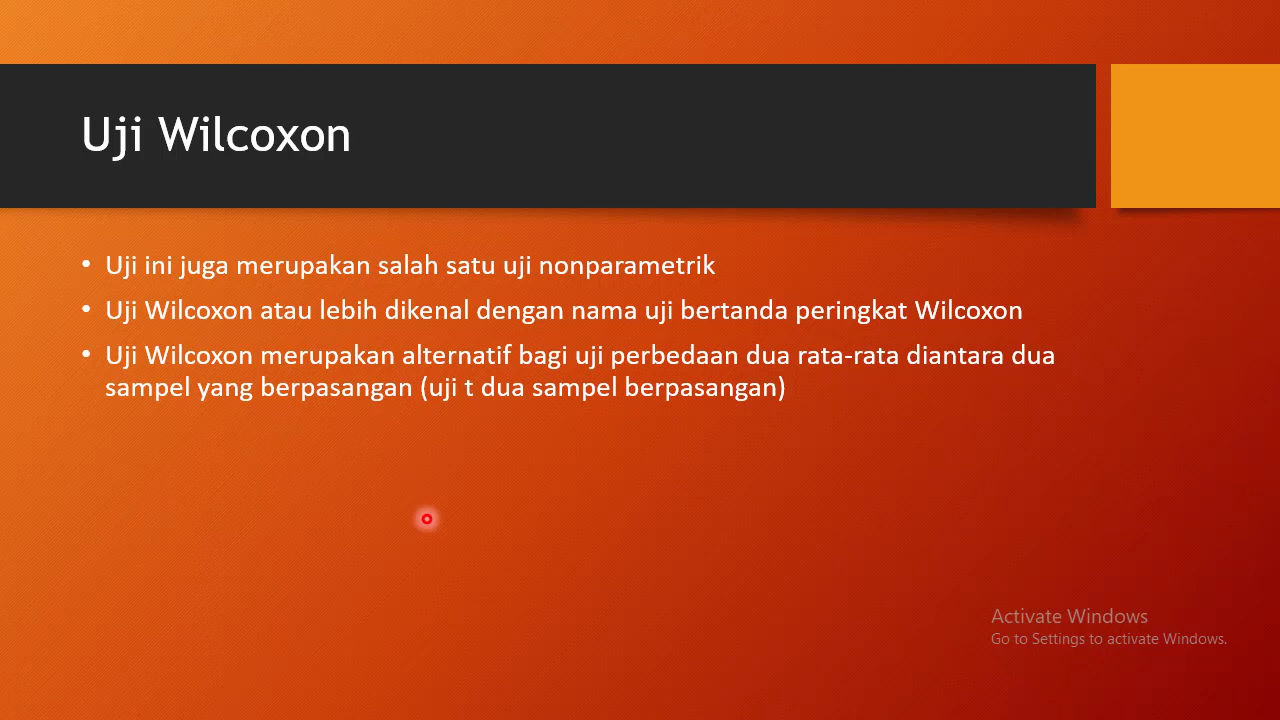 Uji Wilcoxon
• Uji ini juga merupakan salah satu uji nonparametrik
• Uji Wilcoxon atau lebih dikenal dengan nama uji bertanda peringkat Wilcoxon
• Uji Wilcoxon merupakan alternatif bagi uji perbedaan dua rata-rata diantara dua
sampel yang berpasangan (uji t dua sampel berpasangan)
Activate Windows
Go to Settings to activate Windows.